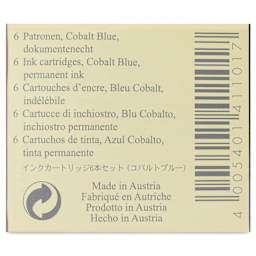 6 Patronen, Cobalt Blue,
dokumentenecht
6 Ink cartridges, Cobalt Blue,
permanent ink
6 Cartouches d'encre, Bleu Cobalt,
indélébile
6 Cartucce di inchiostro, Blu Cobalto,
inchiostro permanente
6 Cartuchos de tinta, Azul Cobalto,
tinta permanente
インクカートリッジ6本セット (コバルトブルー)
Made in Austria
Fabriqué en Autriche
Prodotto in Austria
Hecho in Austria
4 005401 411017